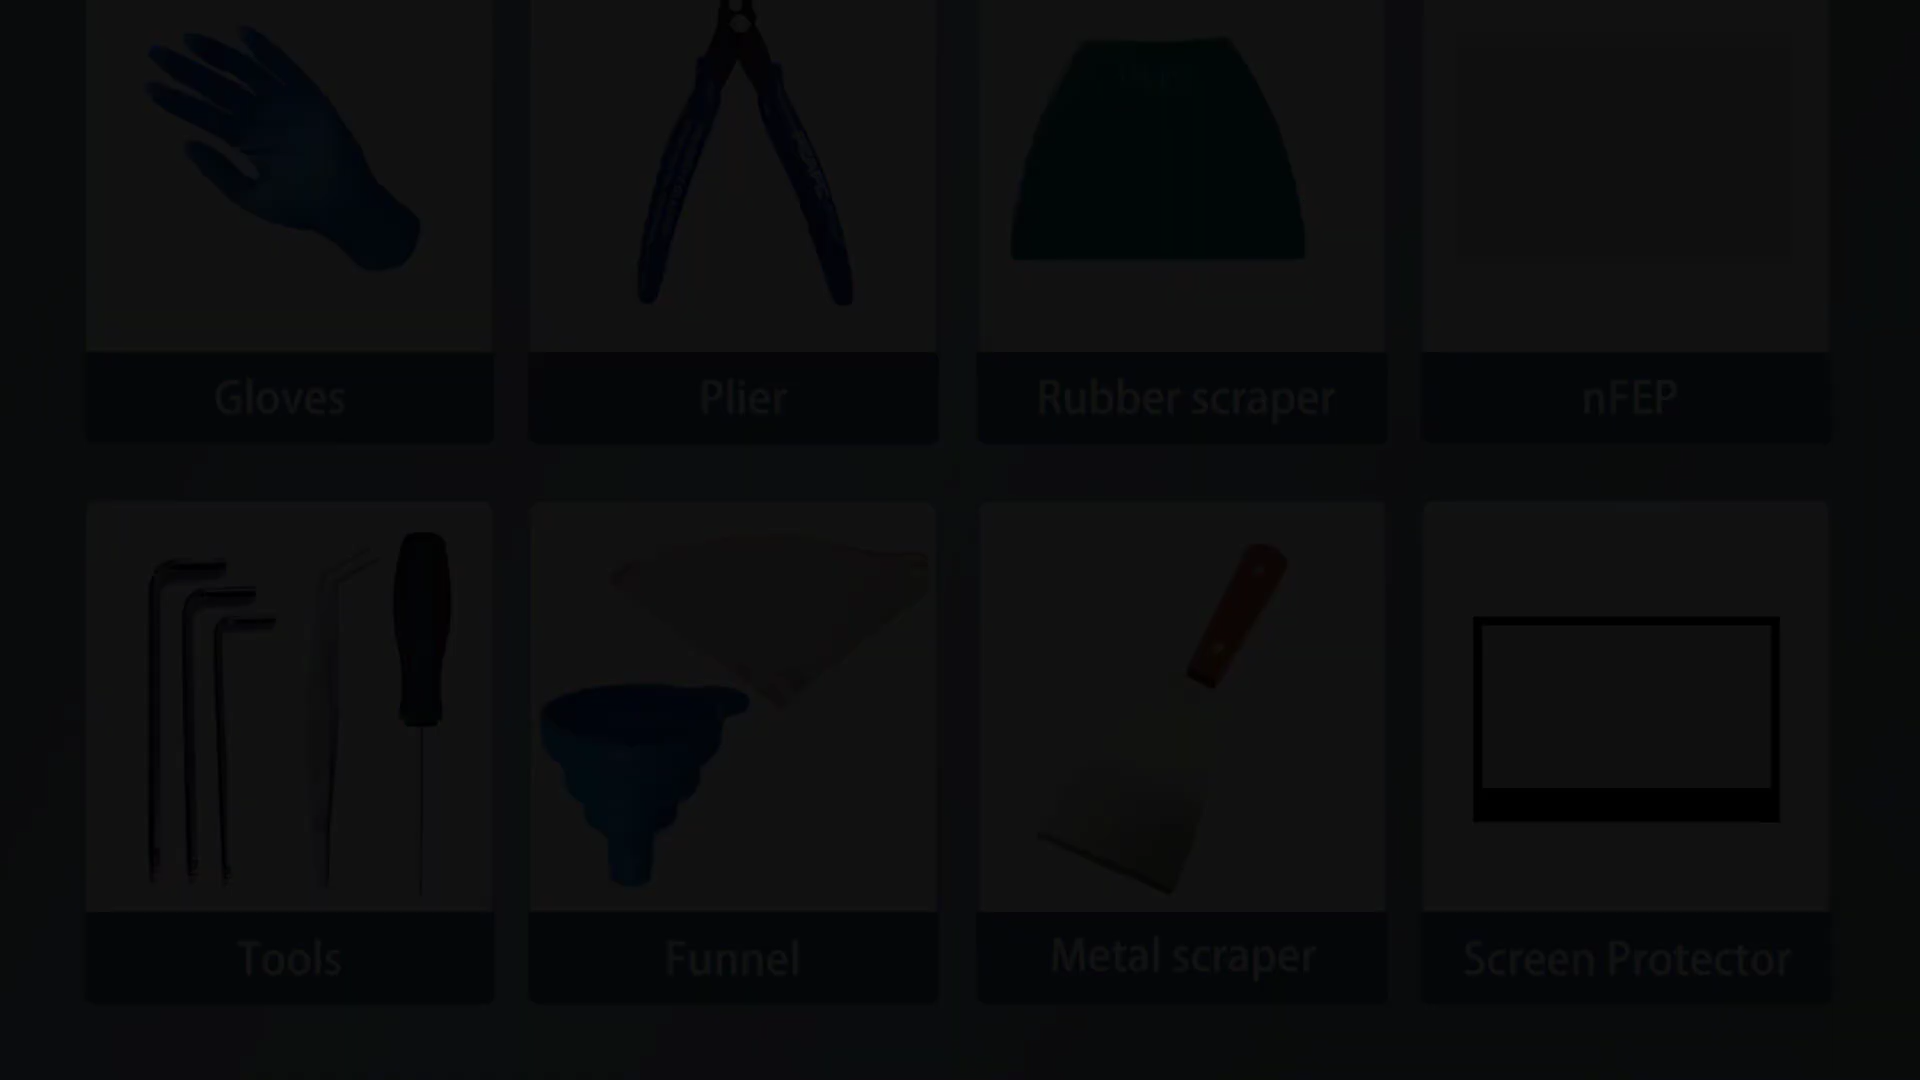 Gloves
Plier
Rubber scraper
nFEP
Tools
Funnel
Metal scraper
Screen Protector